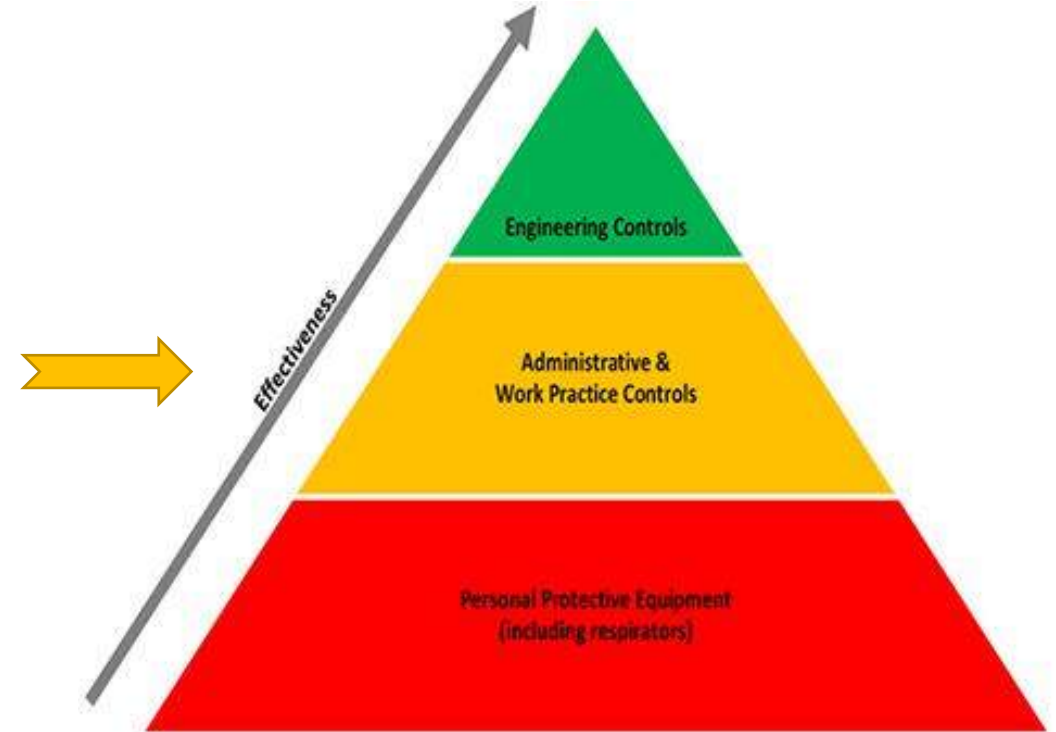 Engineering Controls
Effectiveness
Administrative &
Work Practice Controls
Personal Protective Equipment
(including respirators)